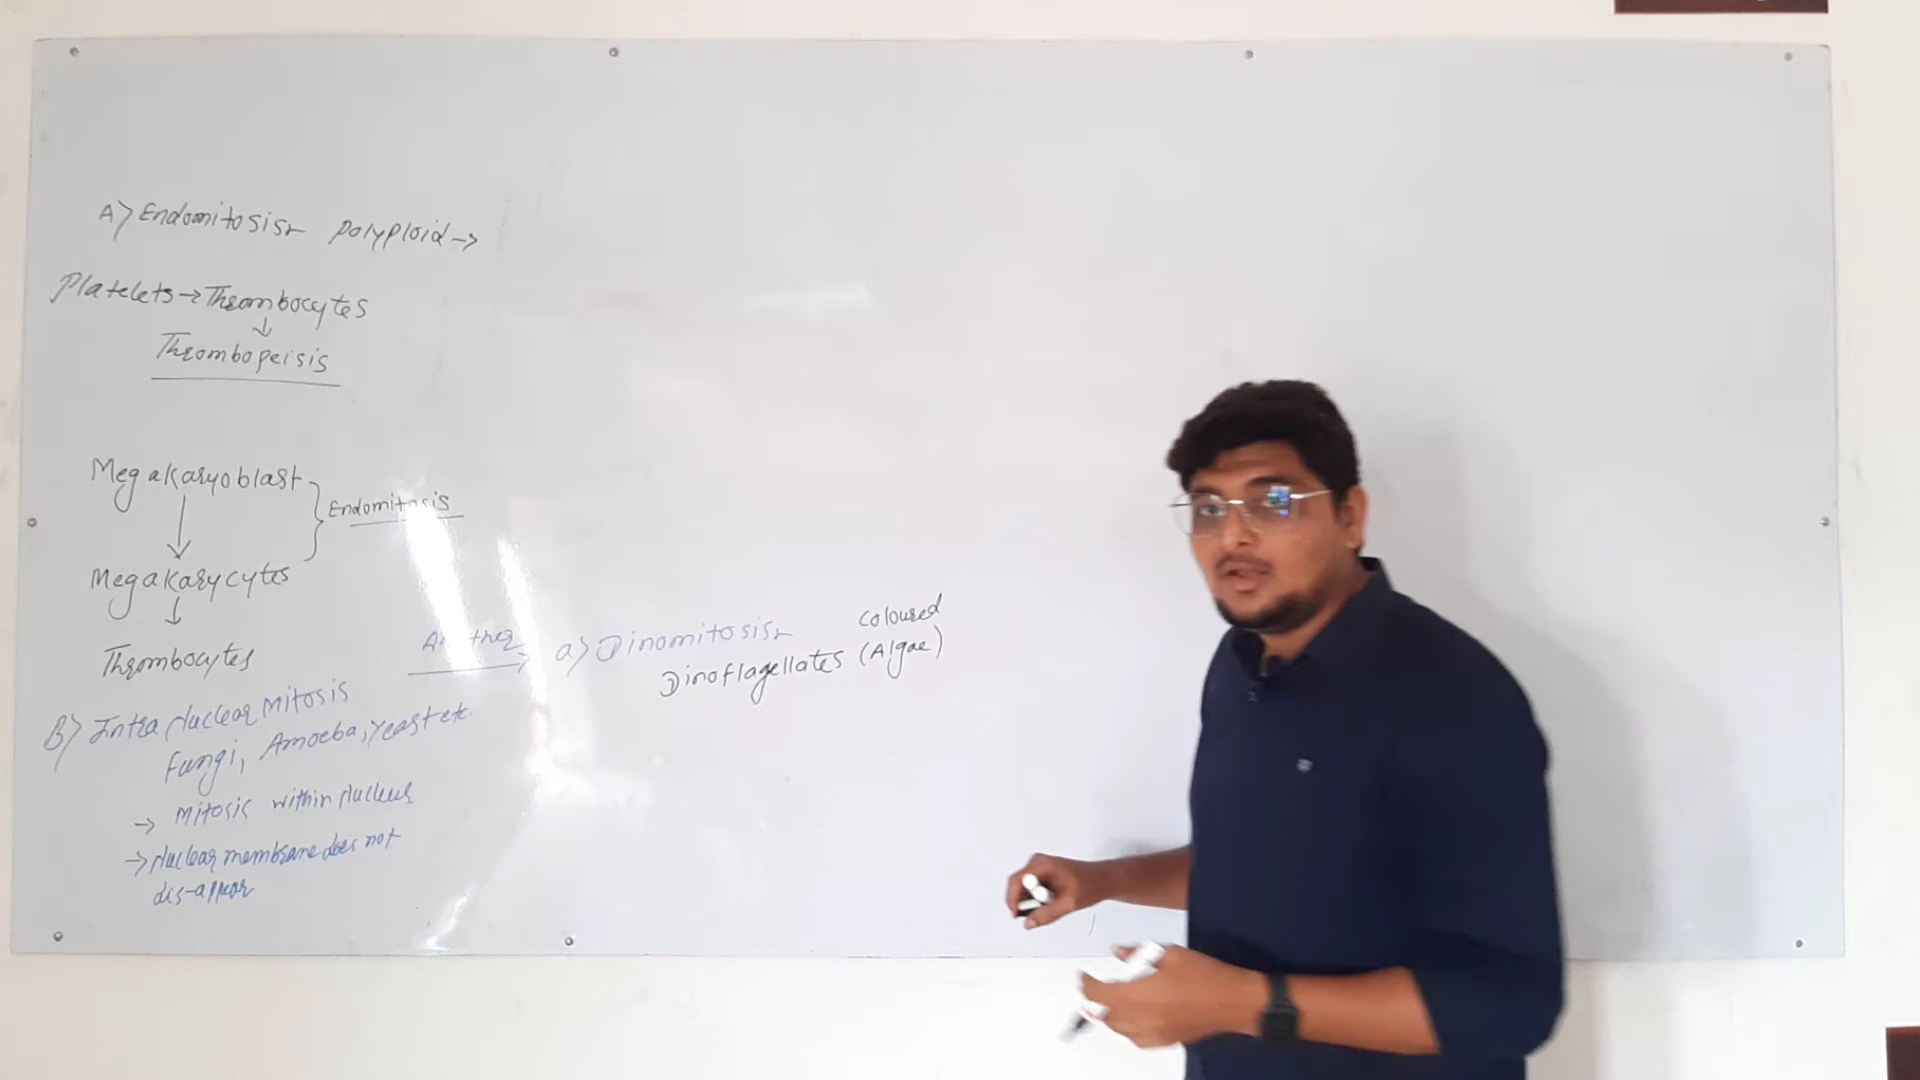 A) Endomitosis:- polyploid →
Platelets → Thrombocytes
↓
Thrombopeisis
Megakaryoblast
Endomitosis
↓
Megakarycytes
↓
Thrombocytes
B) Intra nuclear mitosis
Fungi, Amoeba, yeast etc.
→ Mitosis within nucleus
→ nuclear membrane does not
dis-appear
Another →
a) Dinomitosis:-
coloured
Dinoflagellates (Algae)